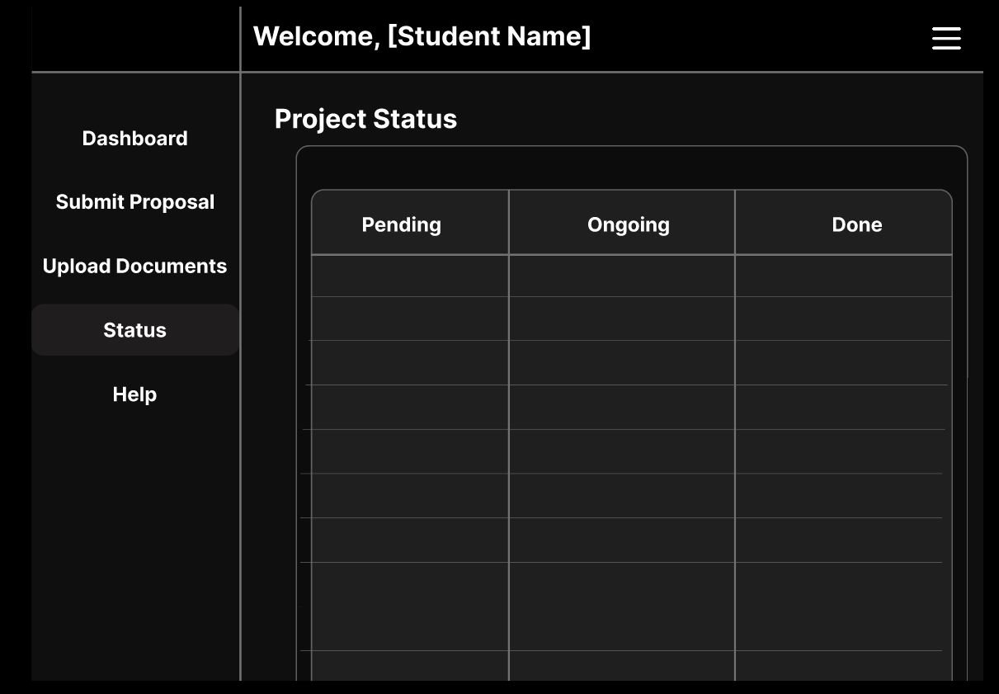 Welcome, [Student Name]
Dashboard
Submit Proposal
Upload Documents
Status
Help
Project Status
Pending Ongoing Done